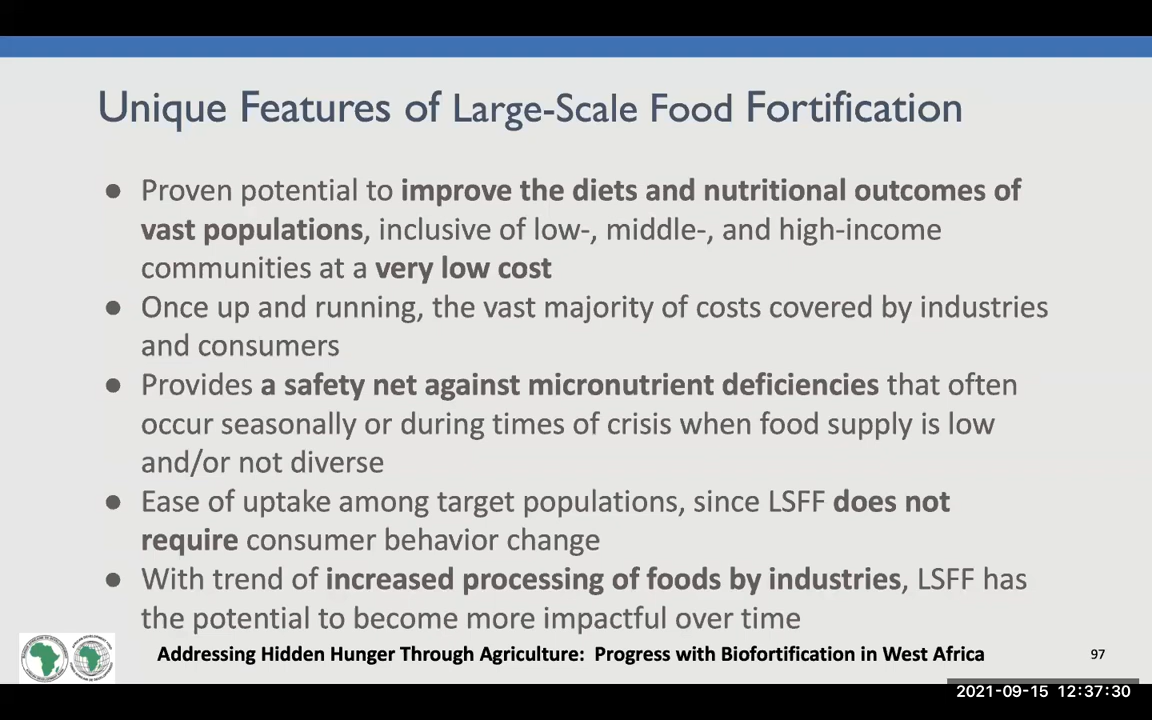 Unique Features of Large-Scale Food Fortification
● Proven potential to improve the diets and nutritional outcomes of
vast populations, inclusive of low-, middle-, and high-income
communities at a very low cost
● Once up and running, the vast majority of costs covered by industries
and consumers
● Provides a safety net against micronutrient deficiencies that often
occur seasonally or during times of crisis when food supply is low
and/or not diverse
● Ease of uptake among target populations, since LSFF does not
require consumer behavior change
● With trend of increased processing of foods by industries, LSFF has
the potential to become more impactful over time
Addressing Hidden Hunger Through Agriculture: Progress with Biofortification in West Africa
97
2021-09-15 12:37:30